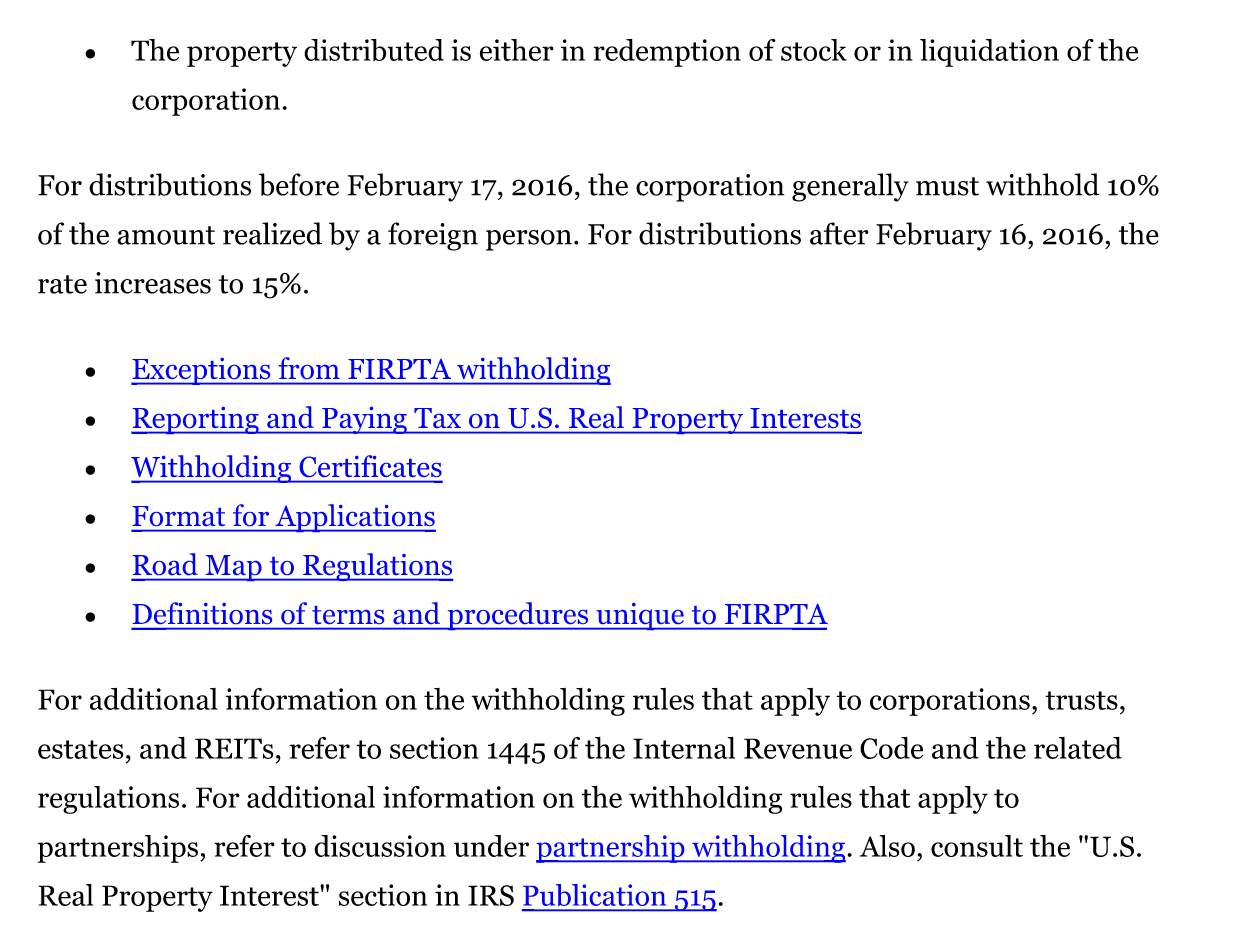 • The property distributed is either in redemption of stock or in liquidation of the
corporation.
For distributions before February 17, 2016, the corporation generally must withhold 10%
of the amount realized by a foreign person. For distributions after February 16, 2016, the
rate increases to 15%.
• Exceptions from FIRPTA withholding
• Reporting and Paying Tax on U.S. Real Property Interests
• Withholding Certificates
• Format for Applications
• Road Map to Regulations
• Definitions of terms and procedures unique to FIRPTA
For additional information on the withholding rules that apply to corporations, trusts,
estates, and REITs, refer to section 1445 of the Internal Revenue Code and the related
regulations. For additional information on the withholding rules that apply to
partnerships, refer to discussion under partnership withholding. Also, consult the "U.S.
Real Property Interest" section in IRS Publication 515.